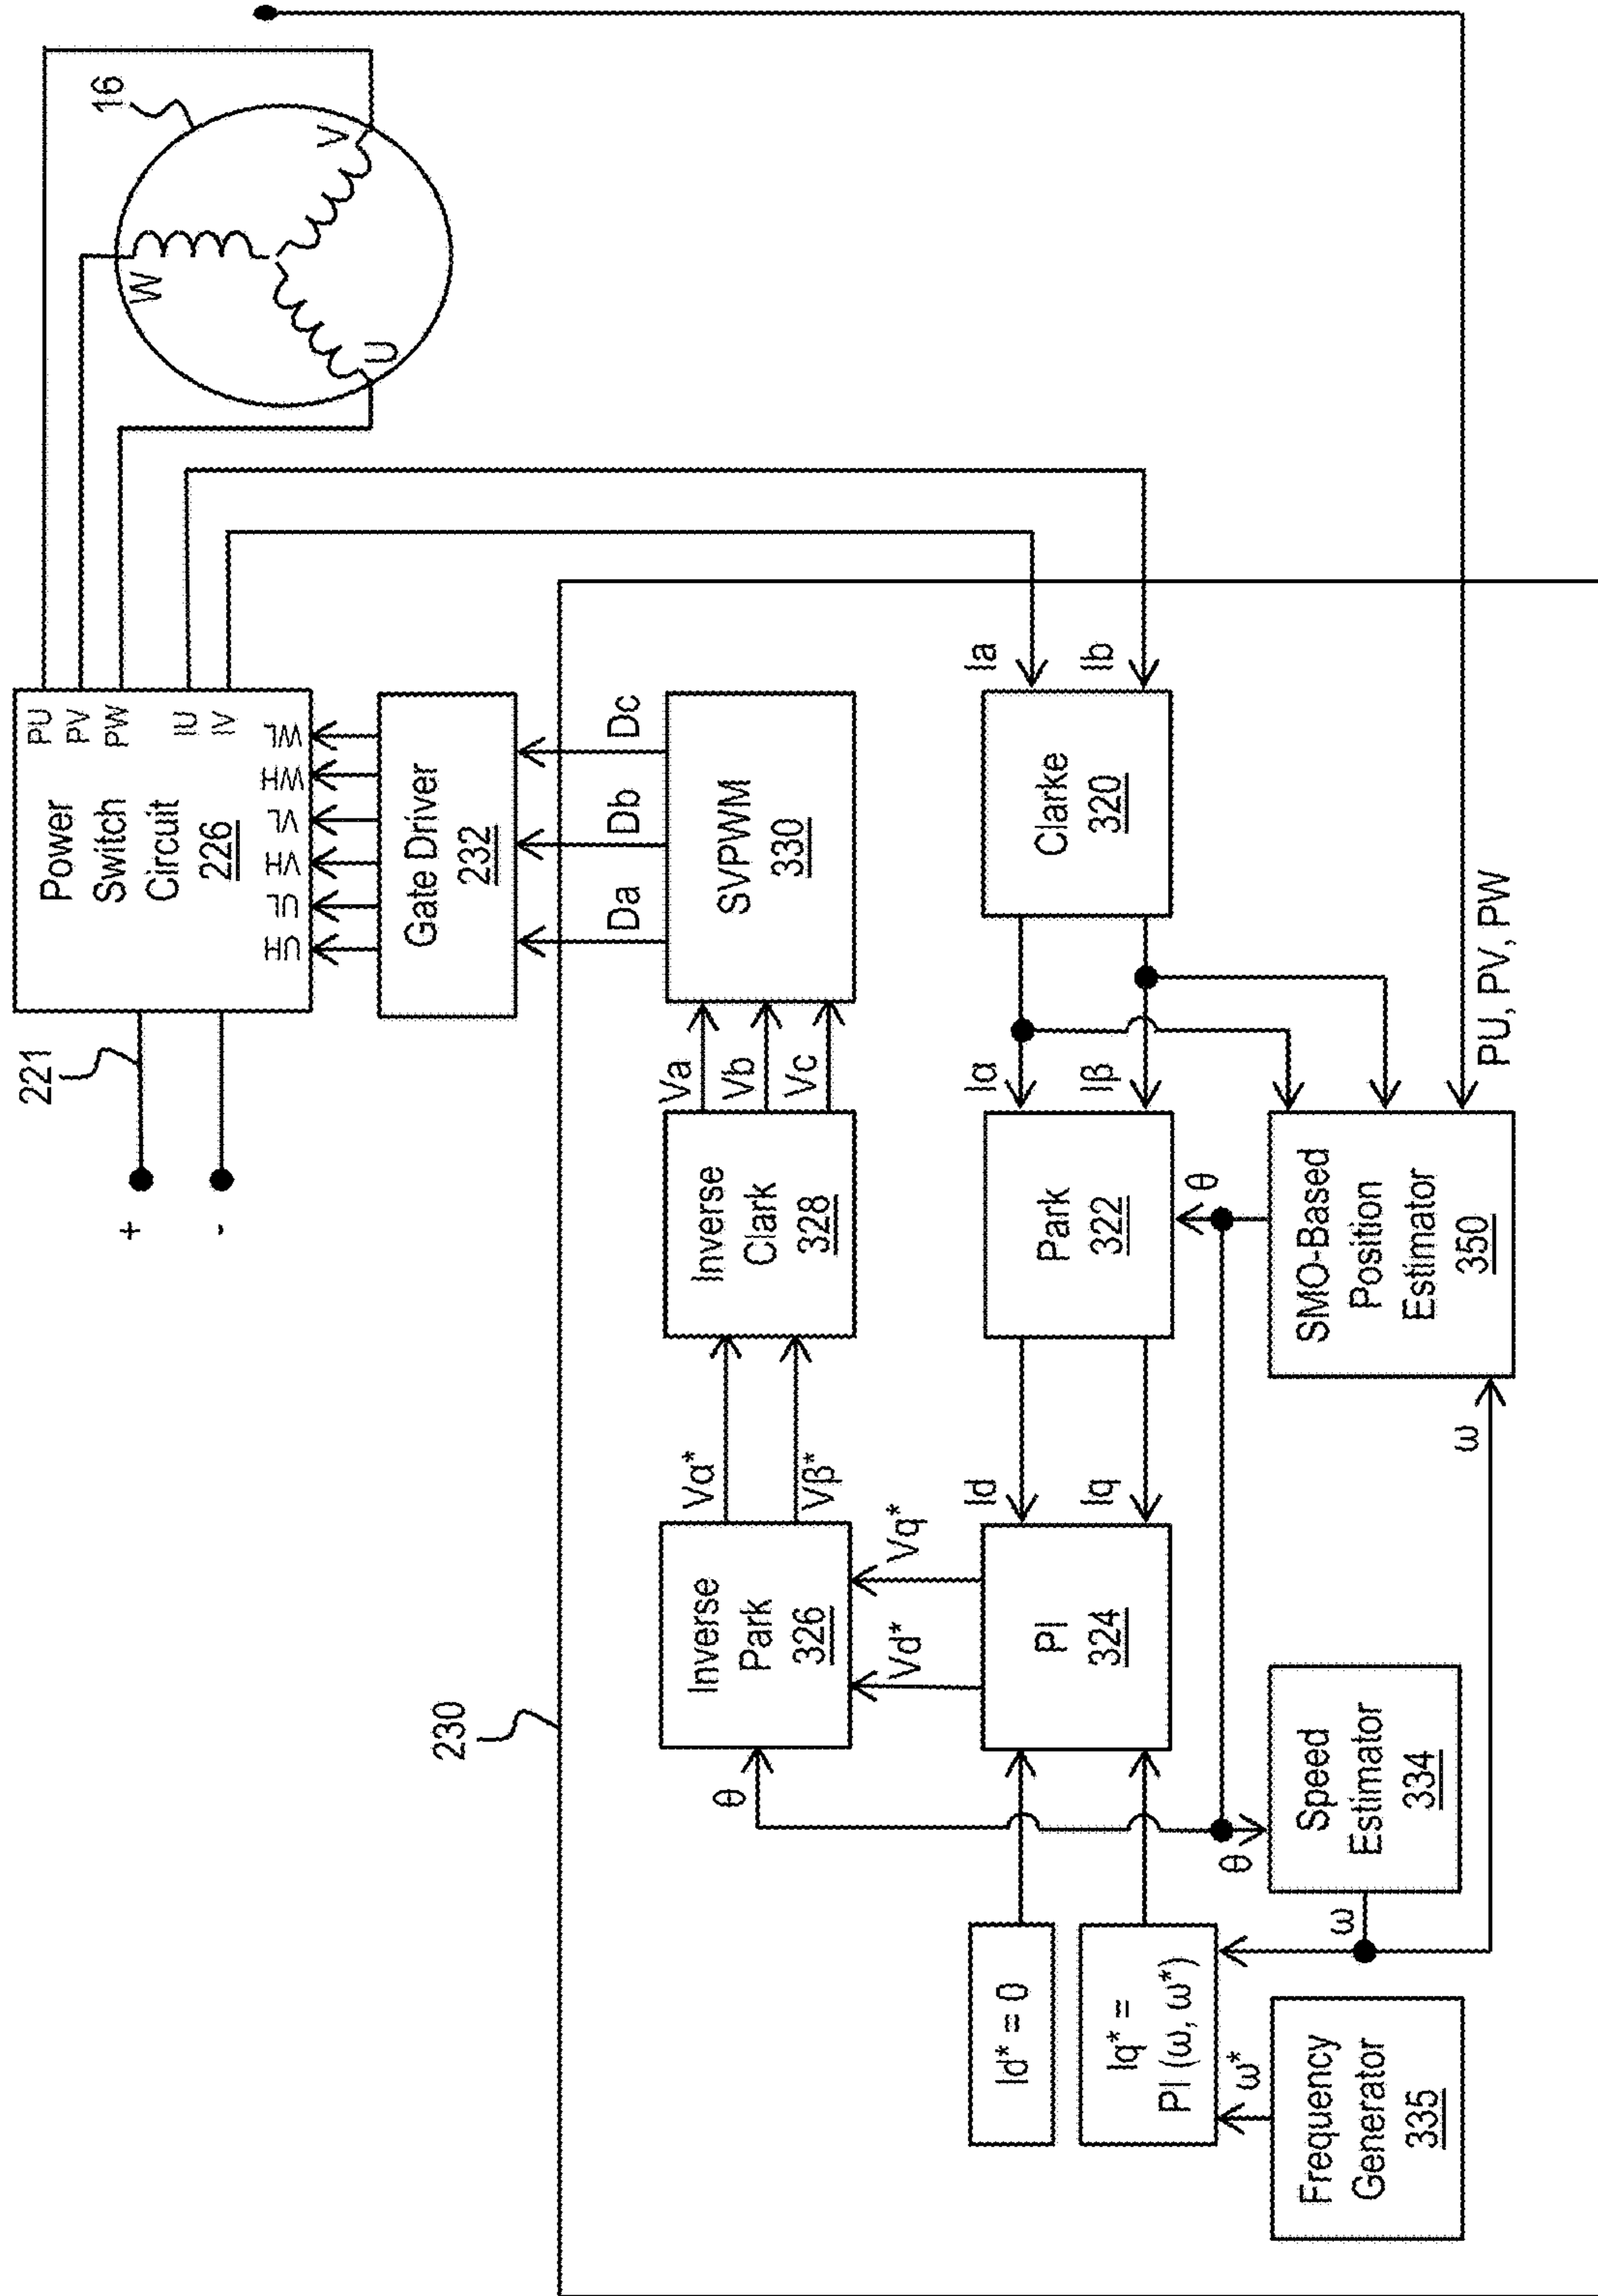 230
Id* = 0
Iq* =
PI (ω, ω*)
ω*
Frequency
Generator
335
ω
Speed
Estimator
334
θ
θ
Inverse
Park
326
Vd*
Vq*
PI
324
Vα*
Vβ*
Id
Iq
ω
Inverse
Clark
328
Park
322
θ
SMO-Based
Position
Estimator
350
Va
Vb
Vc
Iα
Iβ
PU, PV, PW
SVPWM
330
Clarke
320
Da
Db
Dc
Ia
Ib
Gate Driver
232
+
-
221
Power
Switch
Circuit
226
PU
PV
PW
IU
IV
UH
UL
VH
VL
WH
WL
16
U
V
W